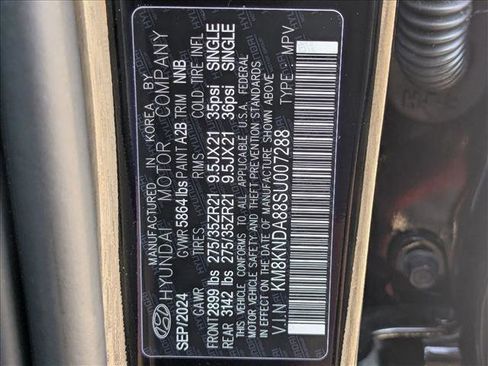 MANUFACTURED IN KOREA BY
HYUNDAI MOTOR COMPANY
SEP/2024 GVWR 5864 lbs PAINT A2B TRIM NNB
GAWR TIRES RIMS COLD TIRE INFL
FRONT 2899 lbs 275/35ZR21 9.5JX21 35psi SINGLE
REAR 3142 lbs 275/35ZR21 9.5JX21 36psi SINGLE
THIS VEHICLE CONFORMS TO ALL APPLICABLE U.S.A. FEDERAL
MOTOR VEHICLE SAFETY AND THEFT PREVENTION STANDARDS
IN EFFECT ON THE DATE OF MANUFACTURE SHOWN ABOVE
V.I.N: KM8KNDA88SU007288 TYPE: MPV